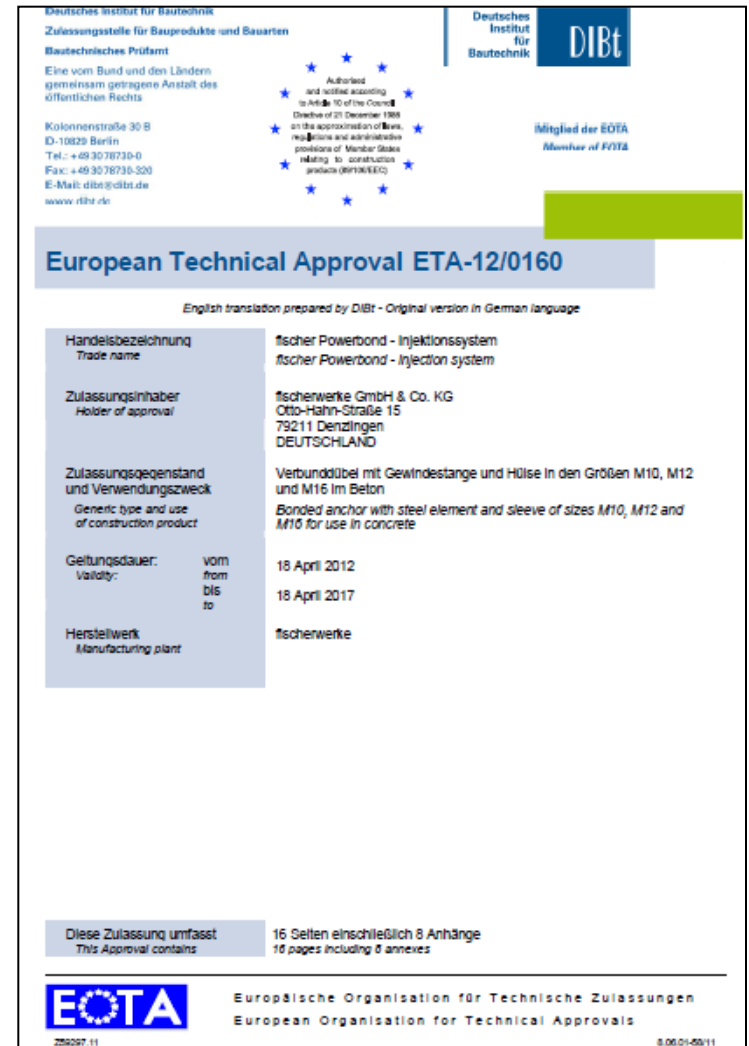 Deutsches Institut für Bautechnik
Zulassungsstelle für Bauprodukte und Bauarten
Bautechnisches Prüfamt
Eine vom Bund und den Ländern
gemeinsam getragene Anstalt des
öffentlichen Rechts
Kolonnenstraße 30 B
D-10829 Berlin
Tel.: +49 30 78730-0
Fax: +49 30 78730-320
E-Mail: dibt@dibt.de
www.dibt.de
Authorised
and notified according
to Article 10 of the Council
Directive of 21 December 1988
on the approximation of laws,
regulations and administrative
provisions of Member States
relating to construction
products (89/106/EEC)
Deutsches
Institut
für
Bautechnik
DIBt
Mitglied der EOTA
Member of EOTA
European Technical Approval ETA-12/0160
English translation prepared by DIBt - Original version in German language
Handelsbezeichnung
Trade name
fischer Powerbond - Injektionssystem
fischer Powerbond - Injection system
Zulassungsinhaber
Holder of approval
fischerwerke GmbH & Co. KG
Otto-Hahn-Straße 15
79211 Denzlingen
DEUTSCHLAND
Zulassungsgegenstand
und Verwendungszweck
Generic type and use
of construction product
Verbunddübel mit Gewindestange und Hülse in den Größen M10, M12
und M16 im Beton
Bonded anchor with steel element and sleeve of sizes M10, M12 and
M16 for use in concrete
Geltungsdauer: vom
Validity: from
18 April 2012
bis
to
18 April 2017
Herstellwerk
Manufacturing plant
fischerwerke
Diese Zulassung umfasst
This Approval contains
16 Seiten einschließlich 8 Anhänge
16 pages including 8 annexes
EOTA
Europäische Organisation für Technische Zulassungen
European Organisation for Technical Approvals
Z59297.11
8.06.01-58/11